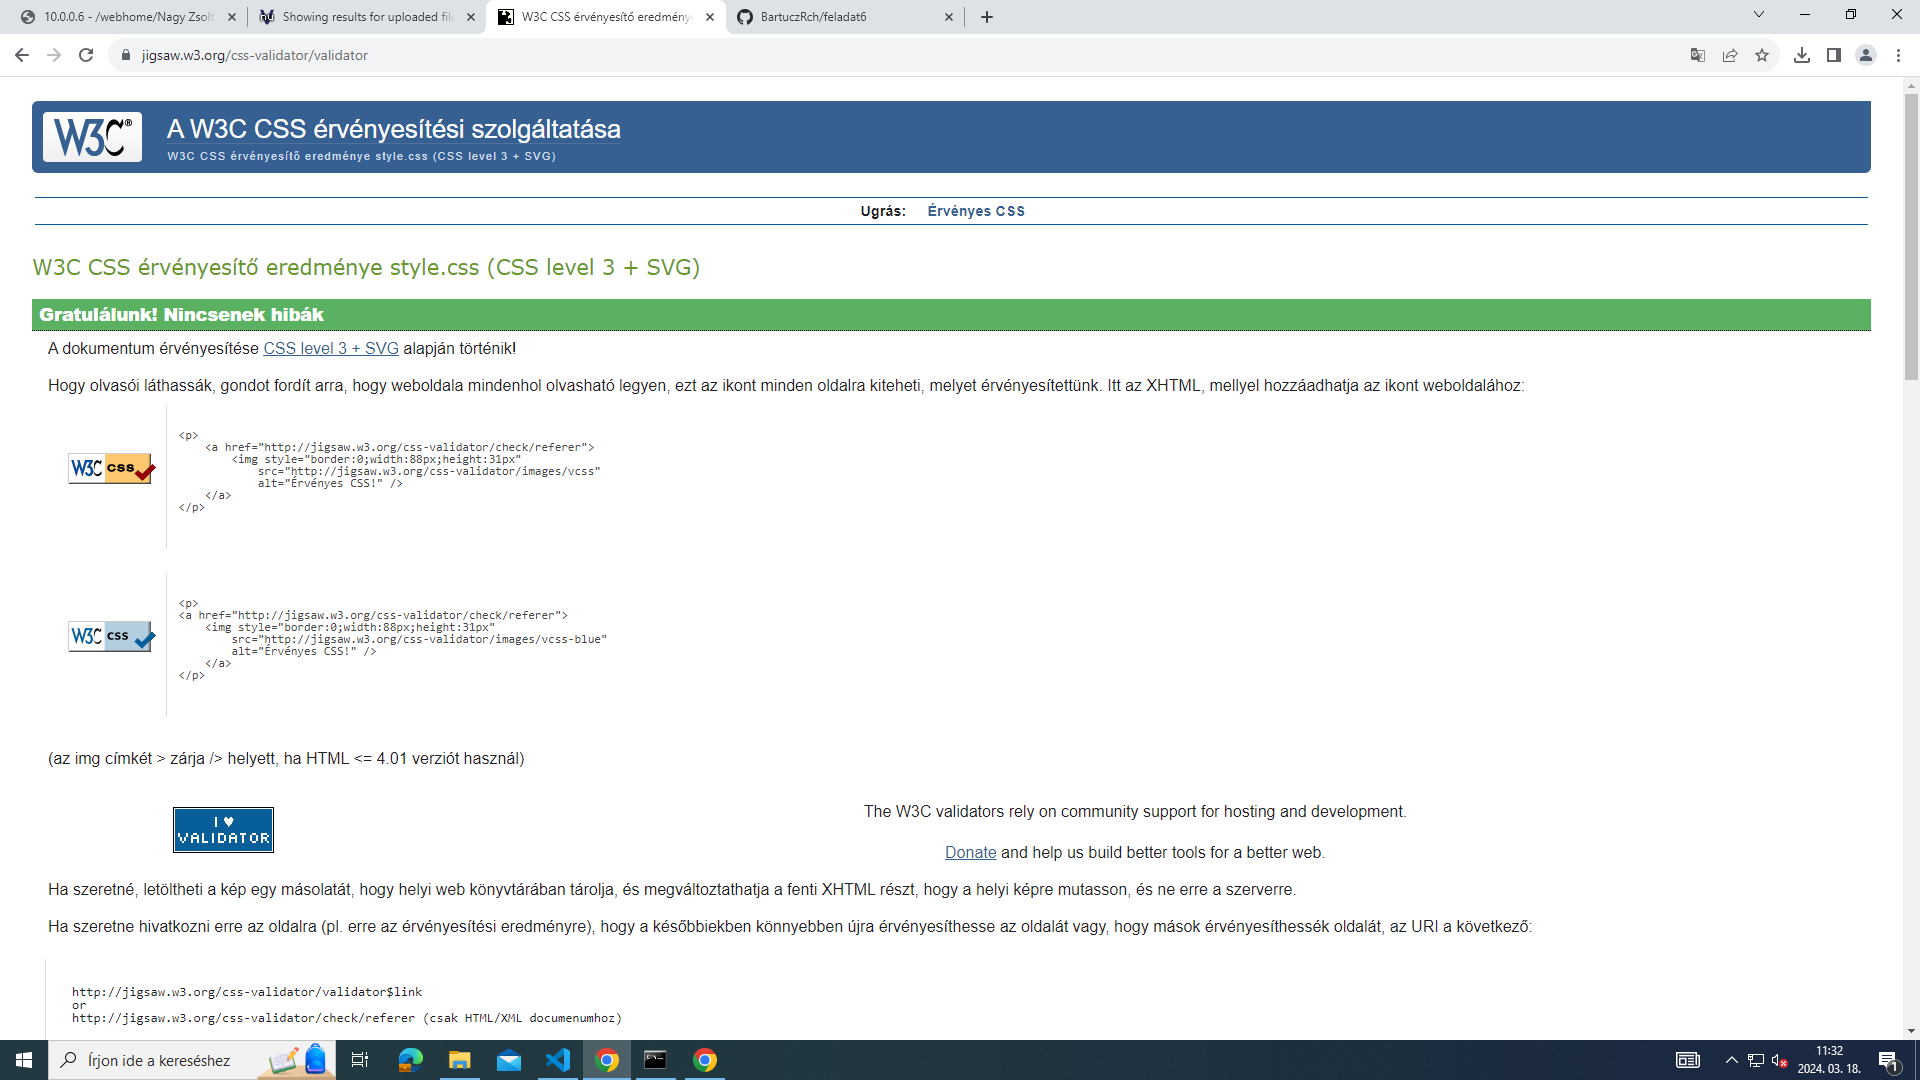 10.0.0.6 - /webhome/Nagy Zsolt
Showing results for uploaded file
W3C CSS érvényesítő eredménye
BartuczRch/feladat6
jigsaw.w3.org/css-validator/validator
W3C®
A W3C CSS érvényesítési szolgáltatása
W3C CSS érvényesítő eredménye style.css (CSS level 3 + SVG)
Ugrás: Érvényes CSS
W3C CSS érvényesítő eredménye style.css (CSS level 3 + SVG)
Gratulálunk! Nincsenek hibák
A dokumentum érvényesítése CSS level 3 + SVG alapján történik!
Hogy olvasói láthassák, gondot fordít arra, hogy weboldala mindenhol olvasható legyen, ezt az ikont minden oldalra kiteheti, melyet érvényesítettünk. Itt az XHTML, mellyel hozzáadhatja az ikont weboldalához:
W3C css
<p>
<a href="http://jigsaw.w3.org/css-validator/check/referer">
<img style="border:0;width:88px;height:31px"
src="http://jigsaw.w3.org/css-validator/images/vcss"
alt="Érvényes CSS!" />
</a>
</p>
W3C css
<p>
<a href="http://jigsaw.w3.org/css-validator/check/referer">
<img style="border:0;width:88px;height:31px"
src="http://jigsaw.w3.org/css-validator/images/vcss-blue"
alt="Érvényes CSS!" />
</a>
</p>
(az img címkét > zárja /> helyett, ha HTML <= 4.01 verziót használ)
I ♥
VALIDATOR
The W3C validators rely on community support for hosting and development.
Donate and help us build better tools for a better web.
Ha szeretné, letöltheti a kép egy másolatát, hogy helyi web könyvtárában tárolja, és megváltoztathatja a fenti XHTML részt, hogy a helyi képre mutasson, és ne erre a szerverre.
Ha szeretne hivatkozni erre az oldalra (pl. erre az érvényesítési eredményre), hogy a későbbiekben könnyebben újra érvényesíthesse az oldalát vagy, hogy mások érvényesíthessék oldalát, az URI a következő:
http://jigsaw.w3.org/css-validator/validator$link
or
http://jigsaw.w3.org/css-validator/check/referer (csak HTML/XML documenumhoz)
Írjon ide a kereséshez
11:32
2024. 03. 18.
1